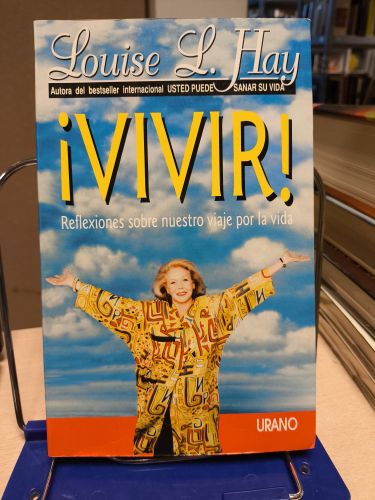 Louise L. Hay
Autora del bestseller internacional USTED PUEDE SANAR SU VIDA
¡VIVIR!
Reflexiones sobre nuestro viaje por la vida
URANO